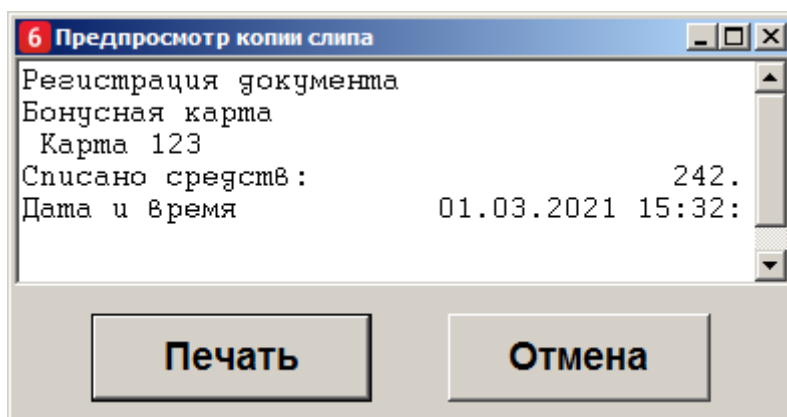 6 Предпросмотр копии слипа
Регистрация документа
Бонусная карта
Карта 123
Списано средств: 242.
Дата и время 01.03.2021 15:32:
Печать Отмена